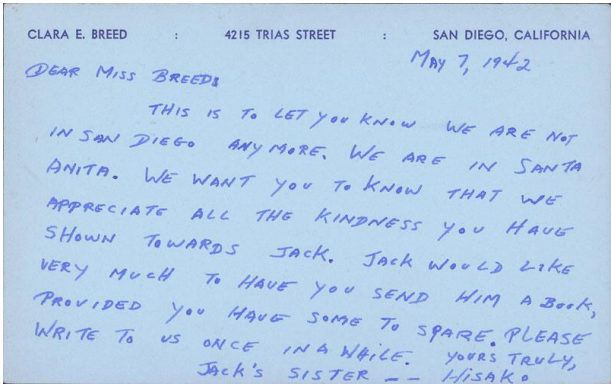 CLARA E. BREED : 4215 TRIAS STREET : SAN DIEGO, CALIFORNIA
MAY 7, 1942
DEAR MISS BREED:
THIS IS TO LET YOU KNOW WE ARE NOT
IN SAN DIEGO ANYMORE. WE ARE IN SANTA
ANITA. WE WANT YOU TO KNOW THAT WE
APPRECIATE ALL THE KINDNESS YOU HAVE
SHOWN TOWARDS JACK. JACK WOULD LIKE
VERY MUCH TO HAVE YOU SEND HIM A BOOK,
PROVIDED YOU HAVE SOME TO SPARE. PLEASE
WRITE TO US ONCE IN A WHILE. YOURS TRULY,
JACK'S SISTER -- HISAKO